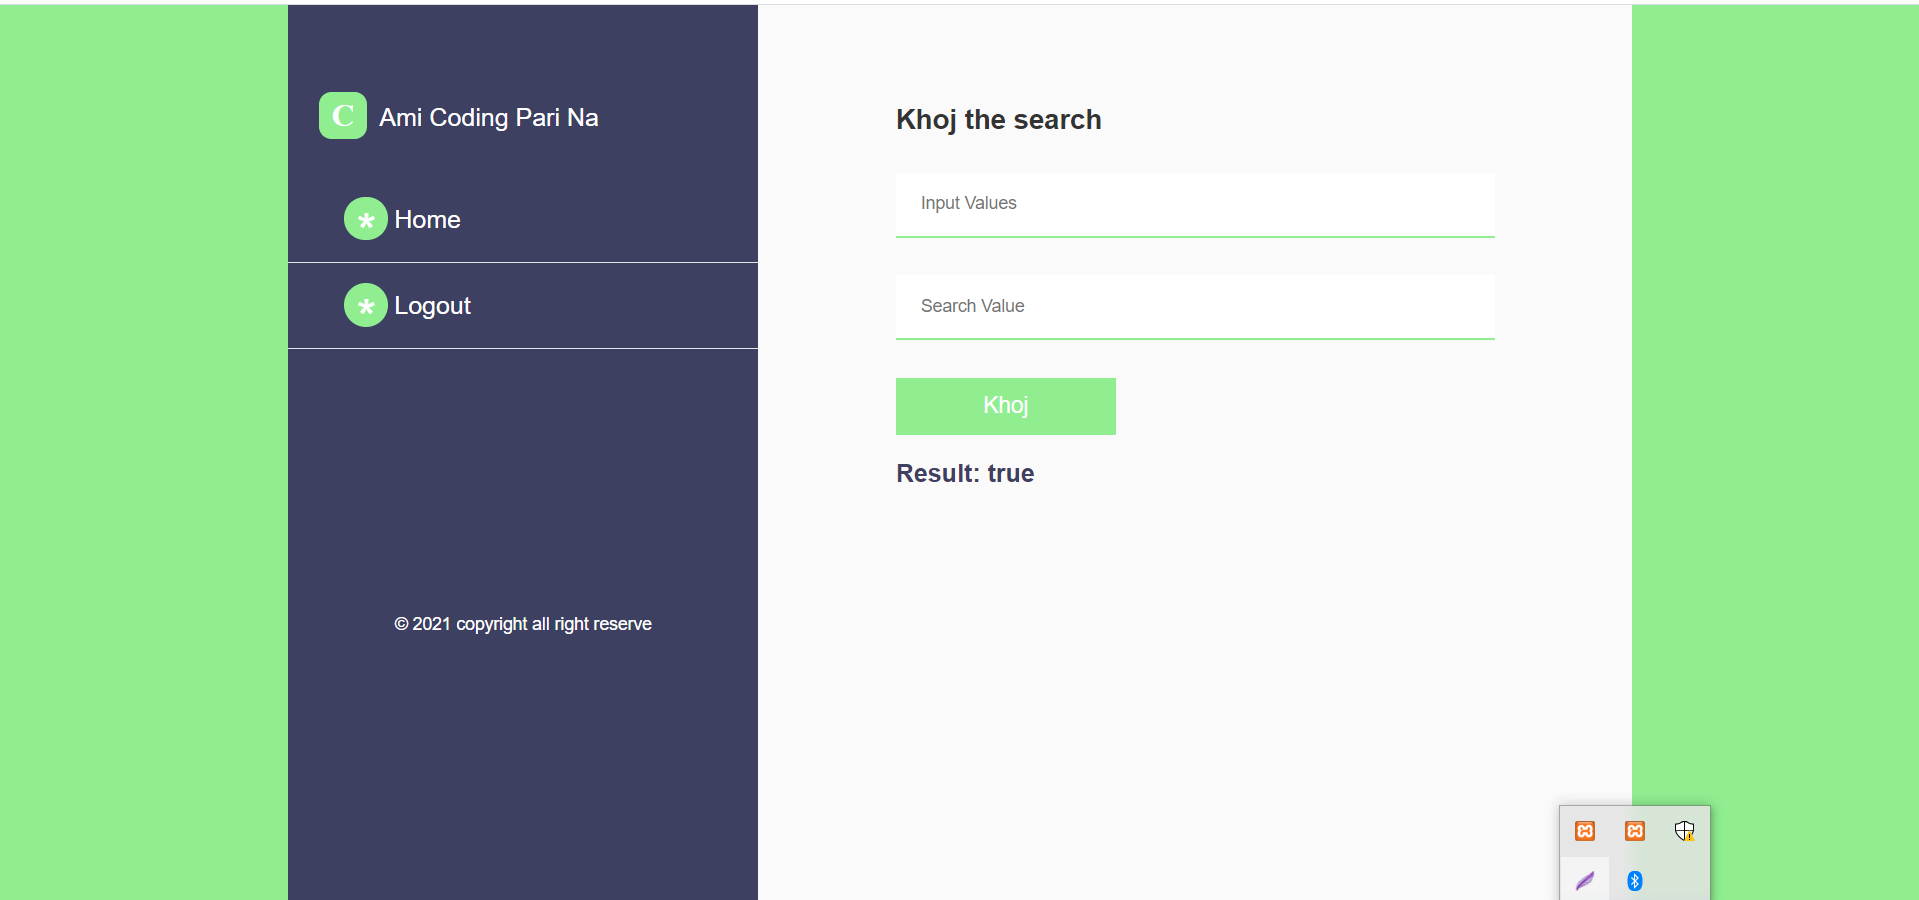 C Ami Coding Pari Na
* Home
* Logout
© 2021 copyright all right reserve
Khoj the search
Input Values
Search Value
Khoj
Result: true